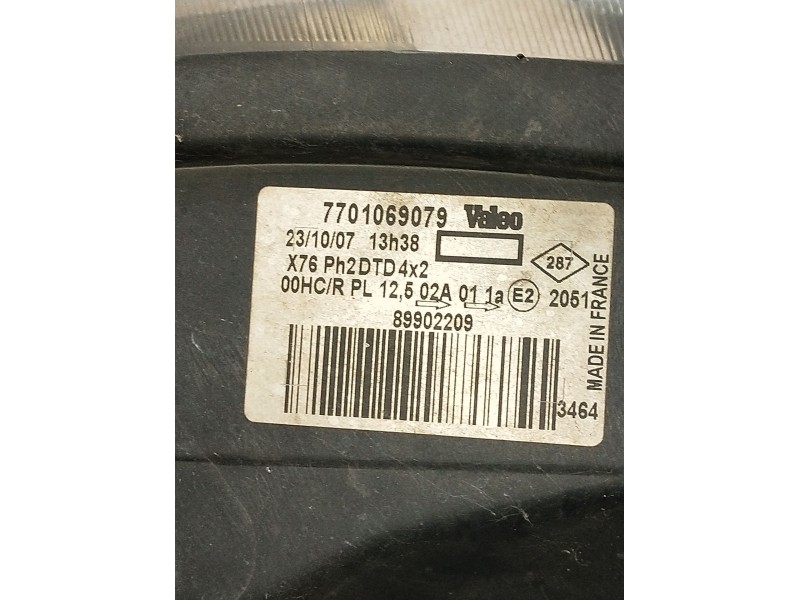 7701069079 Valeo
23/10/07 13h38
287
X76 Ph2DTD4x2
00HC/R PL 12,5 02A 01 1a E2 2051
89902209
3464
MADE IN FRANCE